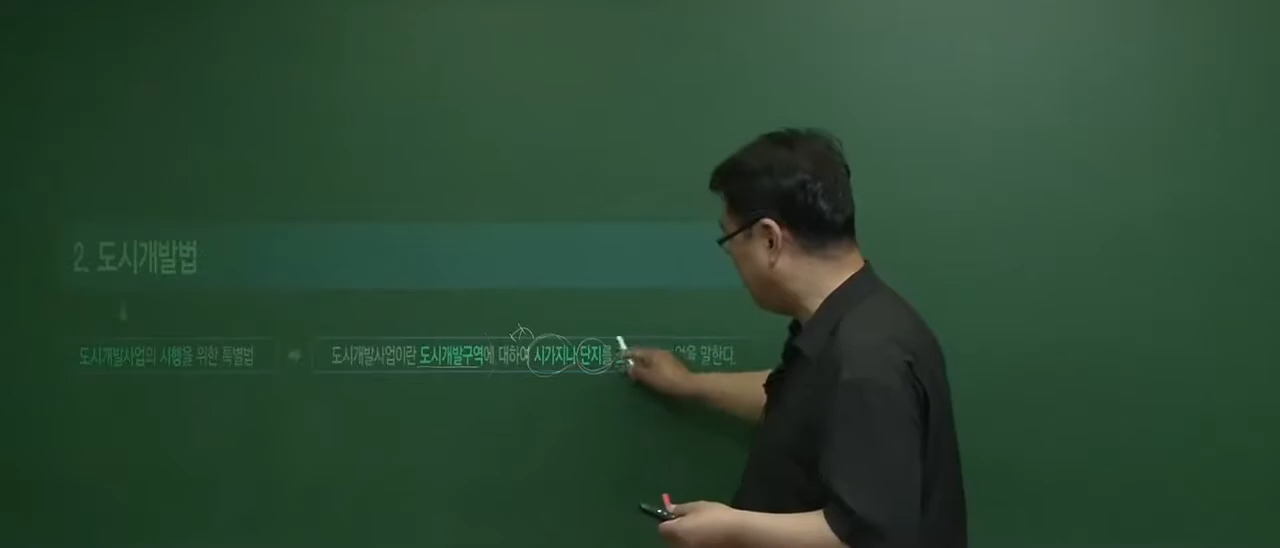 2. 도시개발법
도시개발사업의 시행을 위한 특별법
도시개발사업이란 도시개발구역에 대하여 시가지나 단지를 말한다.